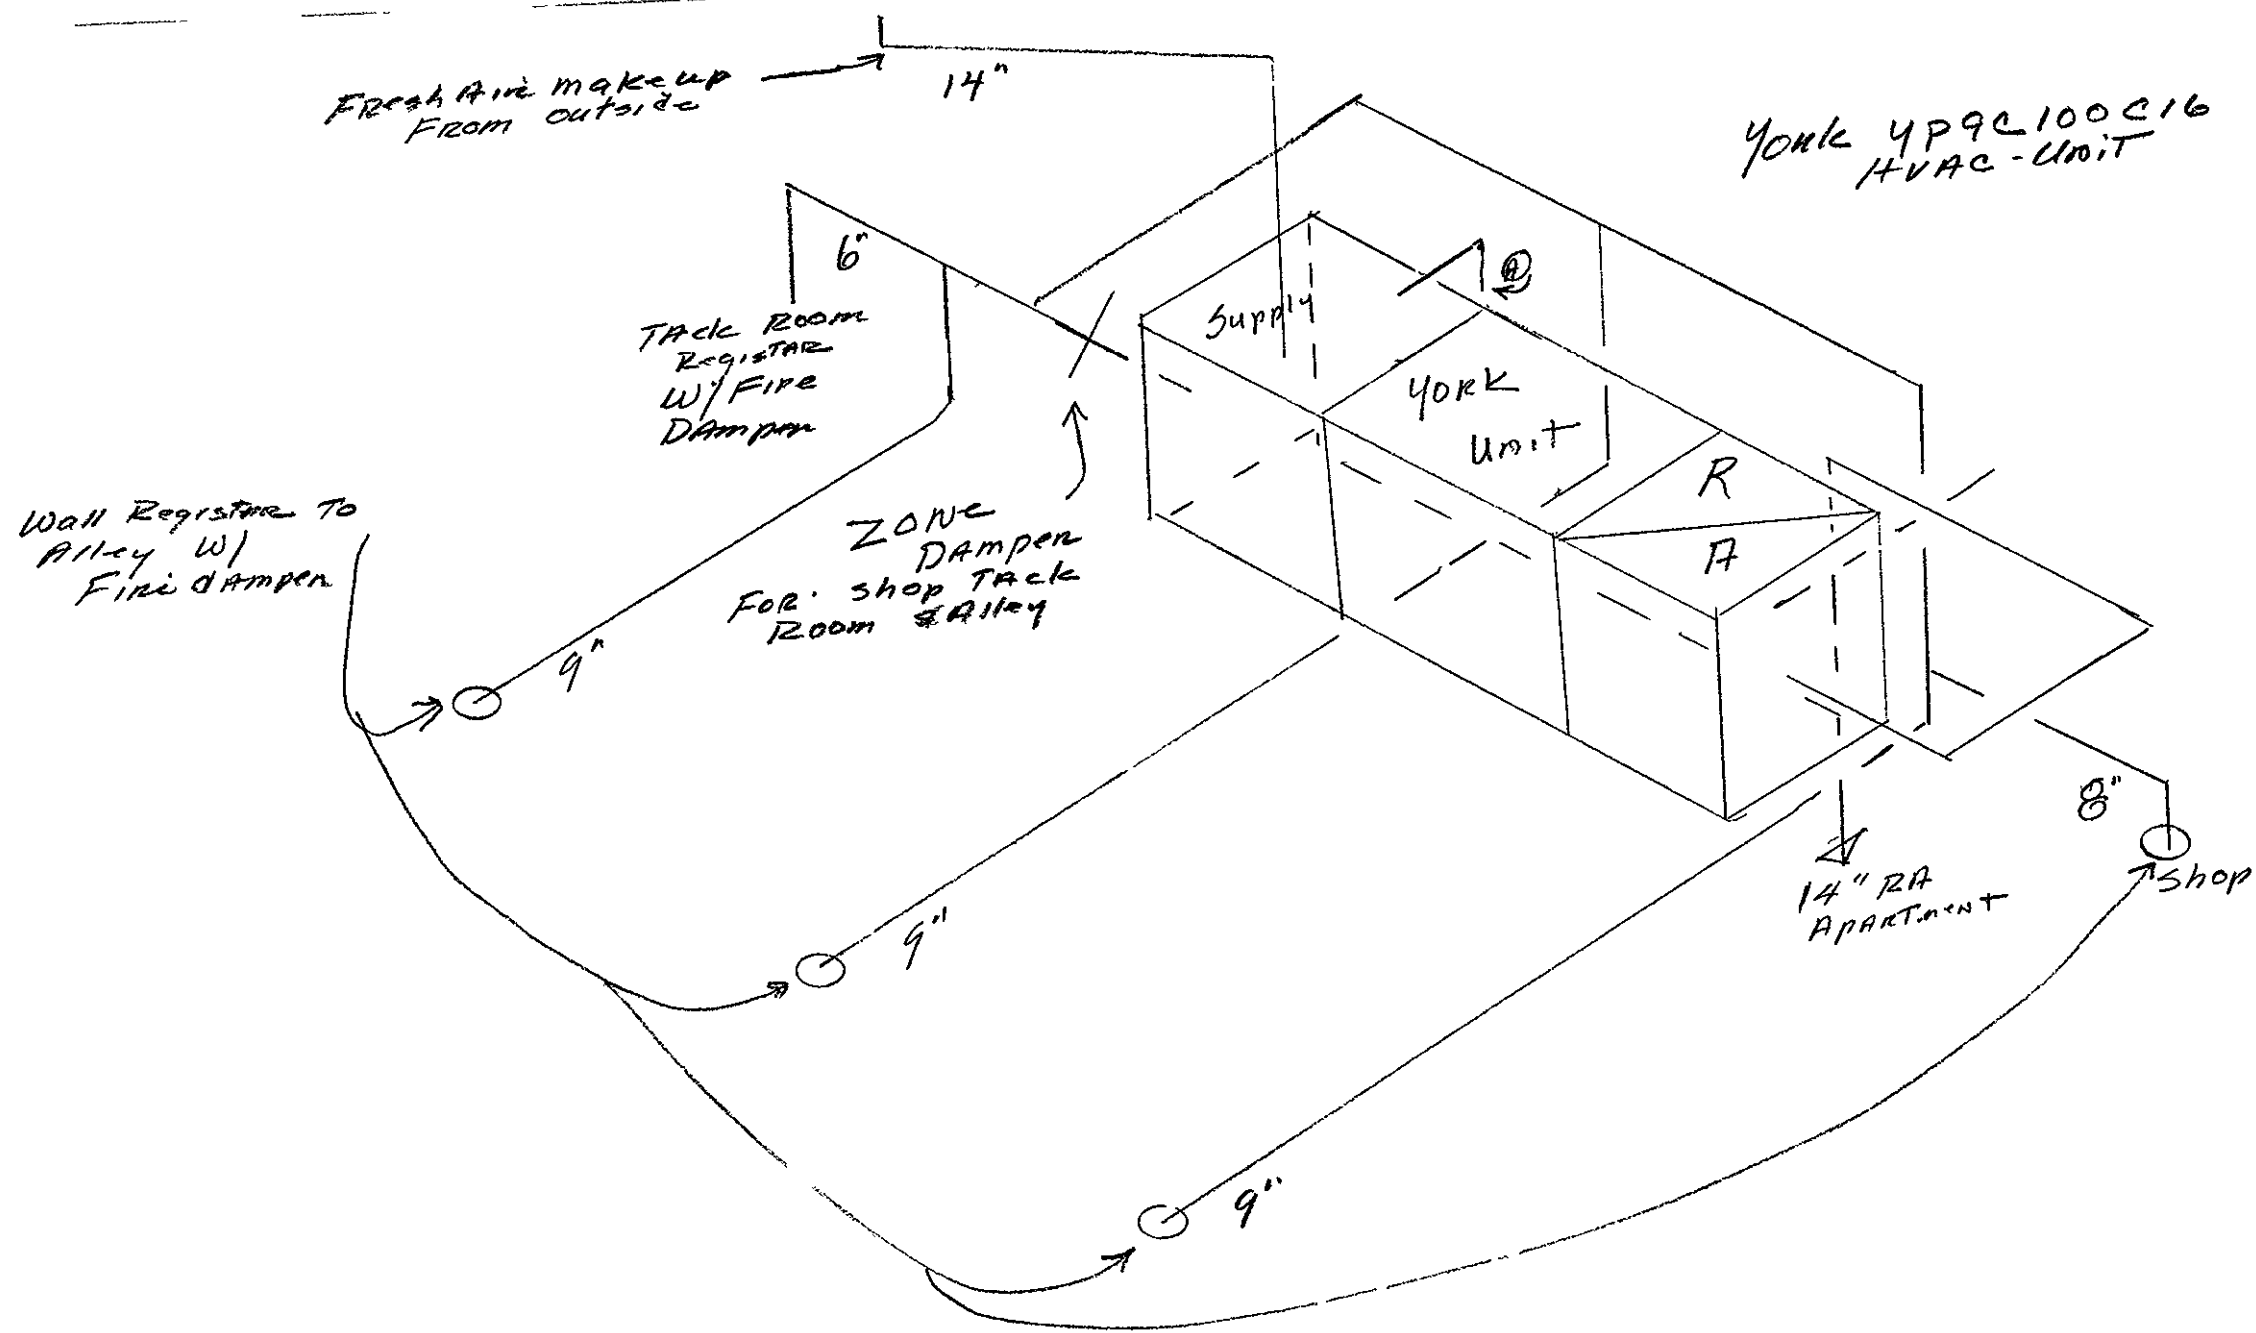 Fresh Air makeup
From outside
14"
York YP9C100C16
HVAC-Unit
6"
A
Supply
Tack Room
Registar
W/ Fire
Damper
York
Unit
R
A
Wall Register To
Alley W/
Fire dAmper
Zone
Damper
For. Shop Tack
Room & Alley
9"
8"
Shop
14" RA
Apartment
9"
9"